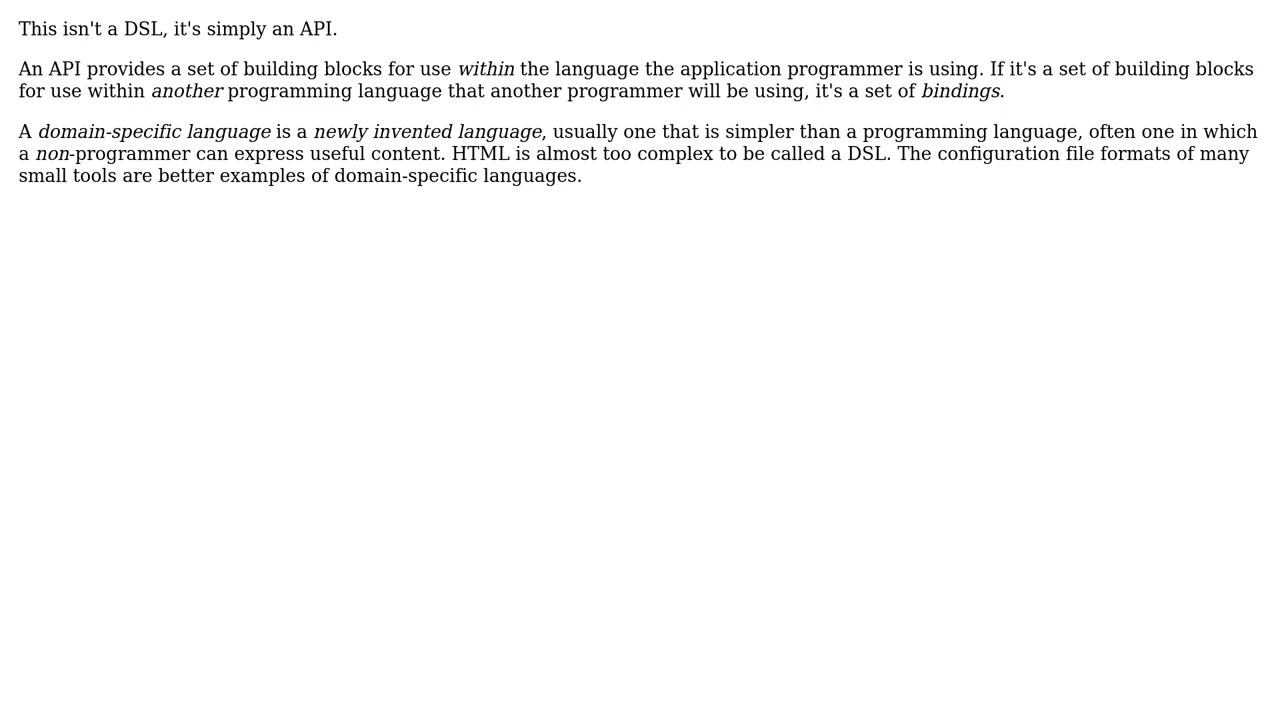 This isn't a DSL, it's simply an API.
An API provides a set of building blocks for use within the language the application programmer is using. If it's a set of building blocks
for use within another programming language that another programmer will be using, it's a set of bindings.
A domain-specific language is a newly invented language, usually one that is simpler than a programming language, often one in which
a non-programmer can express useful content. HTML is almost too complex to be called a DSL. The configuration file formats of many
small tools are better examples of domain-specific languages.